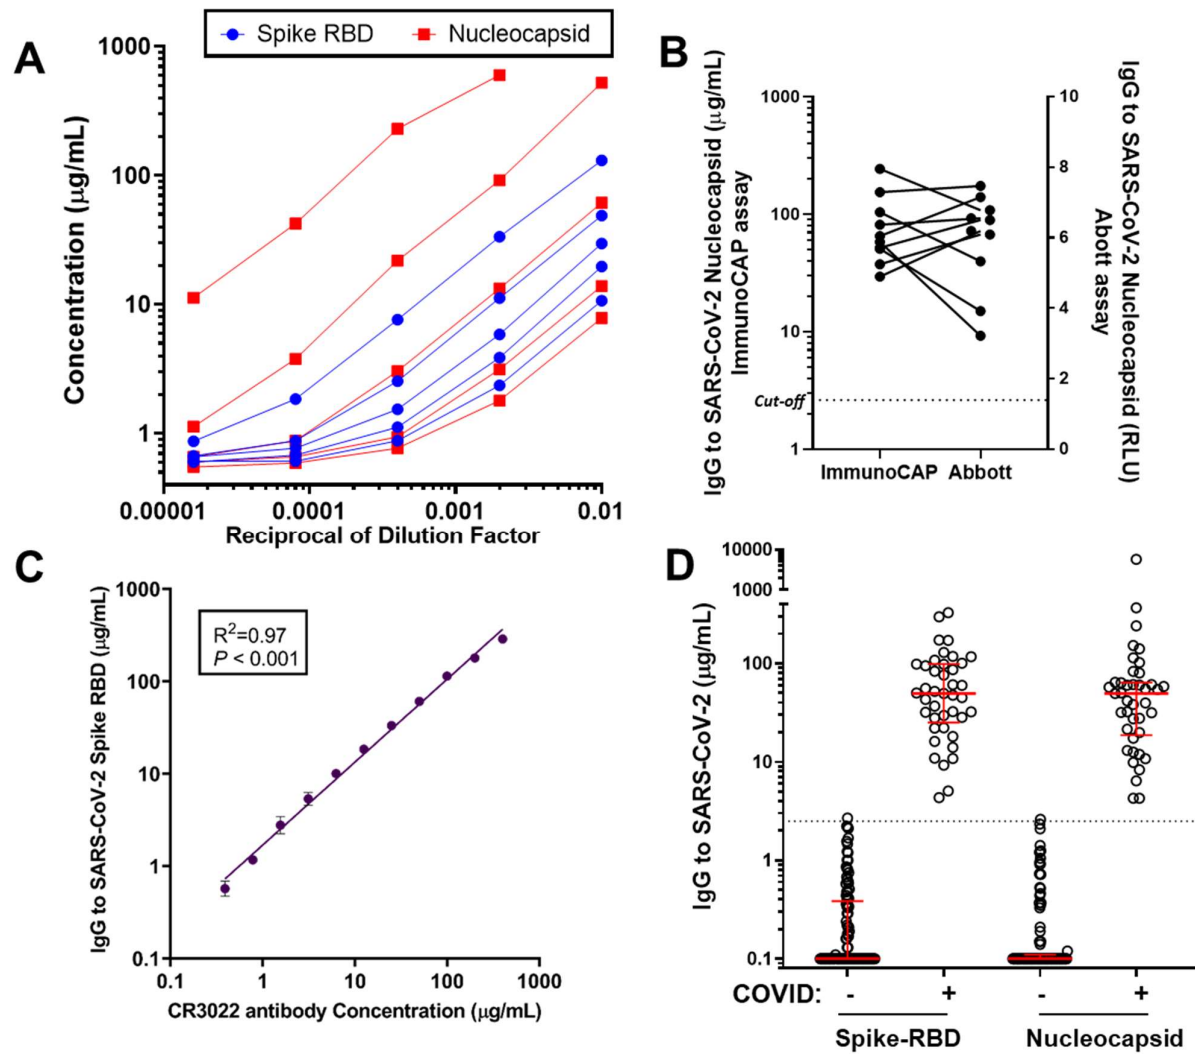 A
Spike RBD
Nucleocapsid
Concentration (μg/mL)
1000
100
10
1
0.00001
0.0001
0.001
0.01
Reciprocal of Dilution Factor
B
IgG to SARS-CoV-2 Nucleocapsid (μg/mL)
ImmunoCAP assay
1000
100
10
Cut-off
1
10
8
6
4
2
0
IgG to SARS-CoV-2 Nucleocapsid (RLU)
Abott assay
ImmunoCAP
Abbott
C
IgG to SARS-CoV-2 Spike RBD (μg/mL)
1000
100
10
1
0.1
R2=0.97
P < 0.001
0.1
1
10
100
1000
CR3022 antibody Concentration (μg/mL)
D
IgG to SARS-CoV-2 (μg/mL)
10000
1000
100
10
1
0.1
COVID: - + - +
Spike-RBD
Nucleocapsid